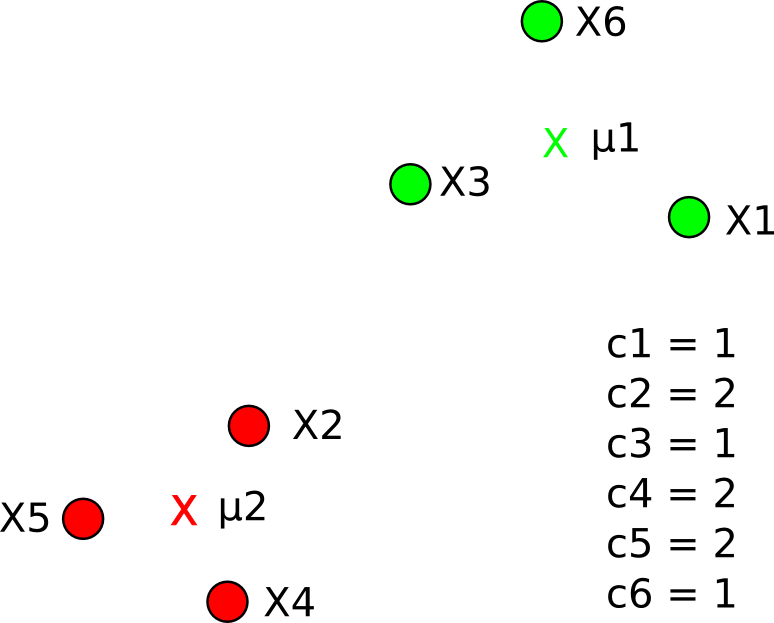 X6
X µ1
X3
X1
c1 = 1
c2 = 2
c3 = 1
X2
c4 = 2
X µ2
X5
c5 = 2
c6 = 1
X4